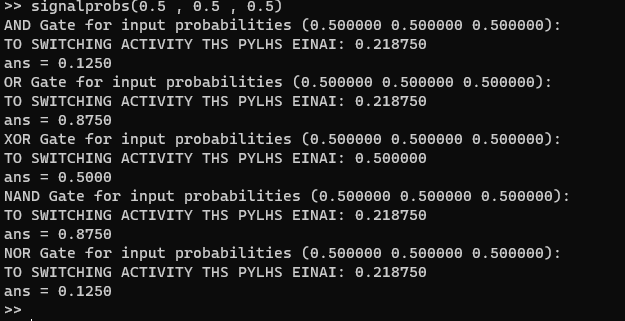 >> signalprobs(0.5 , 0.5 , 0.5)
AND Gate for input probabilities (0.500000 0.500000 0.500000):
TO SWITCHING ACTIVITY THS PYLHS EINAI: 0.218750
ans = 0.1250
OR Gate for input probabilities (0.500000 0.500000 0.500000):
TO SWITCHING ACTIVITY THS PYLHS EINAI: 0.218750
ans = 0.8750
XOR Gate for input probabilities (0.500000 0.500000 0.500000):
TO SWITCHING ACTIVITY THS PYLHS EINAI: 0.500000
ans = 0.5000
NAND Gate for input probabilities (0.500000 0.500000 0.500000):
TO SWITCHING ACTIVITY THS PYLHS EINAI: 0.218750
ans = 0.8750
NOR Gate for input probabilities (0.500000 0.500000 0.500000):
TO SWITCHING ACTIVITY THS PYLHS EINAI: 0.218750
ans = 0.1250
>>